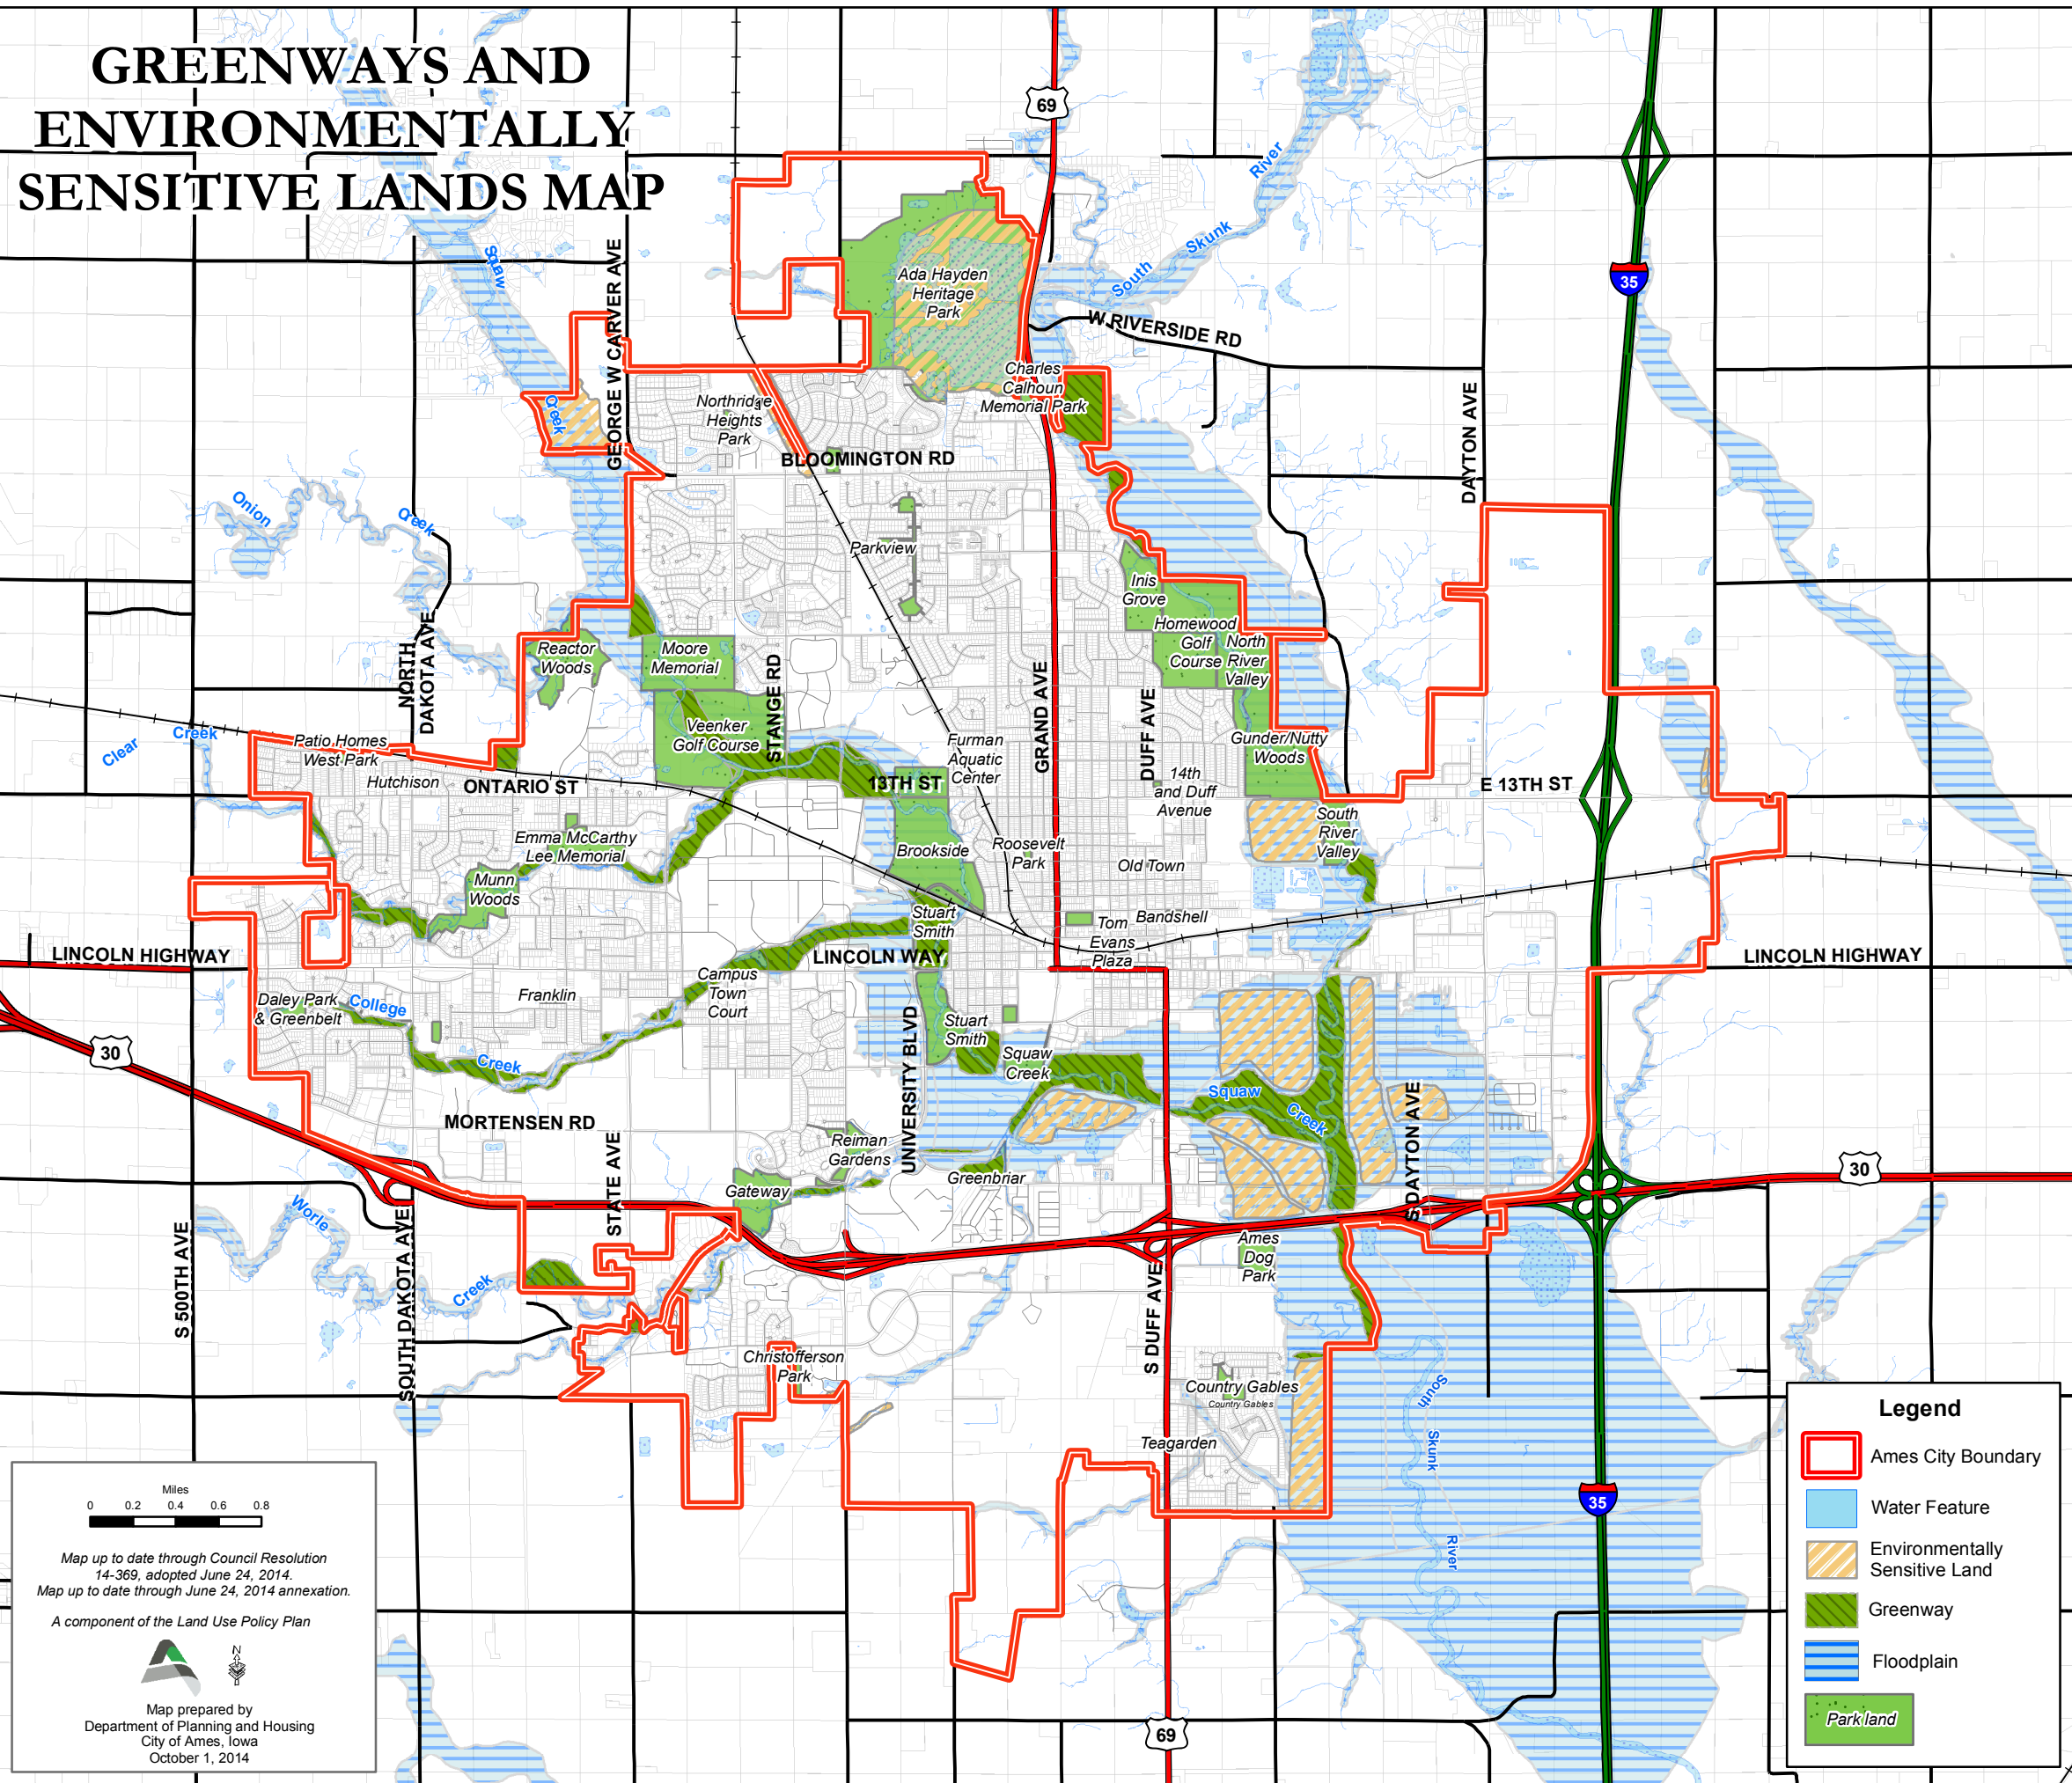 GREENWAYS AND
ENVIRONMENTALLY
SENSITIVE LANDS MAP
69
River
Skunk
South
35
Squaw
GEORGE W CARVER AVE
Ada Hayden
Heritage
Park
W RIVERSIDE RD
Charles
Calhoun
Memorial Park
Northridge
Heights
Park
Creek
BLOOMINGTON RD
DAYTON AVE
Onion
Creek
Parkview
Inis
Grove
Homewood
Golf
Course
North
River
Valley
NORTH
DAKOTA AVE
Reactor
Woods
Moore
Memorial
STANGE RD
GRAND AVE
DUFF AVE
Veenker
Golf Course
Clear
Creek
Patio Homes
West Park
Hutchison
ONTARIO ST
Furman
Aquatic
Center
13TH ST
Gunder/Nutty
Woods
14th
and Duff
Avenue
E 13TH ST
South
River
Valley
Emma McCarthy
Lee Memorial
Munn
Woods
Brookside
Roosevelt
Park
Old Town
Stuart
Smith
Tom
Evans
Plaza
Bandshell
LINCOLN HIGHWAY
LINCOLN WAY
LINCOLN HIGHWAY
Campus
Town
Court
Franklin
Daley Park
& Greenbelt
College
Creek
30
UNIVERSITY BLVD
Stuart
Smith
Squaw
Creek
Squaw
Creek
S DAYTON AVE
MORTENSEN RD
STATE AVE
Reiman
Gardens
Greenbriar
Gateway
30
Worle
Creek
S 500TH AVE
SOUTH DAKOTA AVE
Ames
Dog
Park
S DUFF AVE
Christofferson
Park
Country Gables
Country Gables
Teagarden
South
Skunk
River
35
69
Miles
0 0.2 0.4 0.6 0.8
Map up to date through Council Resolution
14-369, adopted June 24, 2014.
Map up to date through June 24, 2014 annexation.
A component of the Land Use Policy Plan
N
Map prepared by
Department of Planning and Housing
City of Ames, Iowa
October 1, 2014
Legend
Ames City Boundary
Water Feature
Environmentally
Sensitive Land
Greenway
Floodplain
Park land